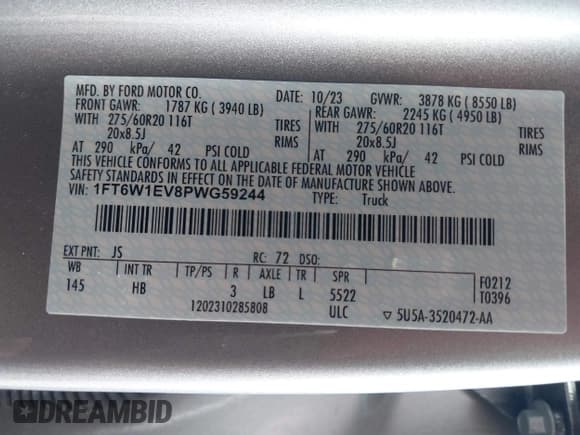 MFD. BY FORD MOTOR CO. DATE: 10/23 GVWR: 3878 KG ( 8550 LB)
FRONT GAWR: 1787 KG ( 3940 LB) REAR GAWR: 2245 KG ( 4950 LB)
WITH 275/60R20 116T TIRES WITH 275/60R20 116T TIRES
20x8.5J RIMS 20x8.5J RIMS
AT 290 kPa/ 42 PSI COLD AT 290 kPa/ 42 PSI COLD
THIS VEHICLE CONFORMS TO ALL APPLICABLE FEDERAL MOTOR VEHICLE
SAFETY STANDARDS IN EFFECT ON THE DATE OF MANUFACTURE SHOWN ABOVE.
VIN: 1FT6W1EV8PWG59244 TYPE: Truck
EXT PNT: JS RC: 72 DSO:
WB INT TR TP/PS R AXLE TR SPR F0212
145 HB 3 LB L 5522 T0396
1202310285808 ULC ▽ 5U5A-3520472-AA
DREAMBID